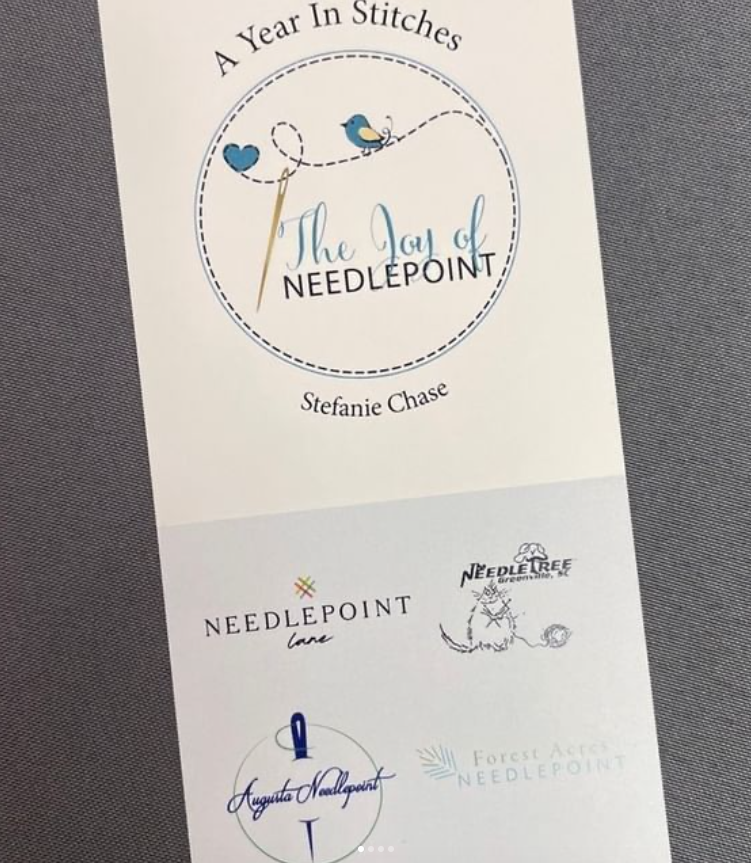 A Year In Stitches
The Joy of
NEEDLEPOINT
Stefanie Chase
NEEDLEPOINT
lane
The
NEEDLETREE
Greenville, SC
Augusta Needlepoint
Forest Acres
NEEDLEPOINT